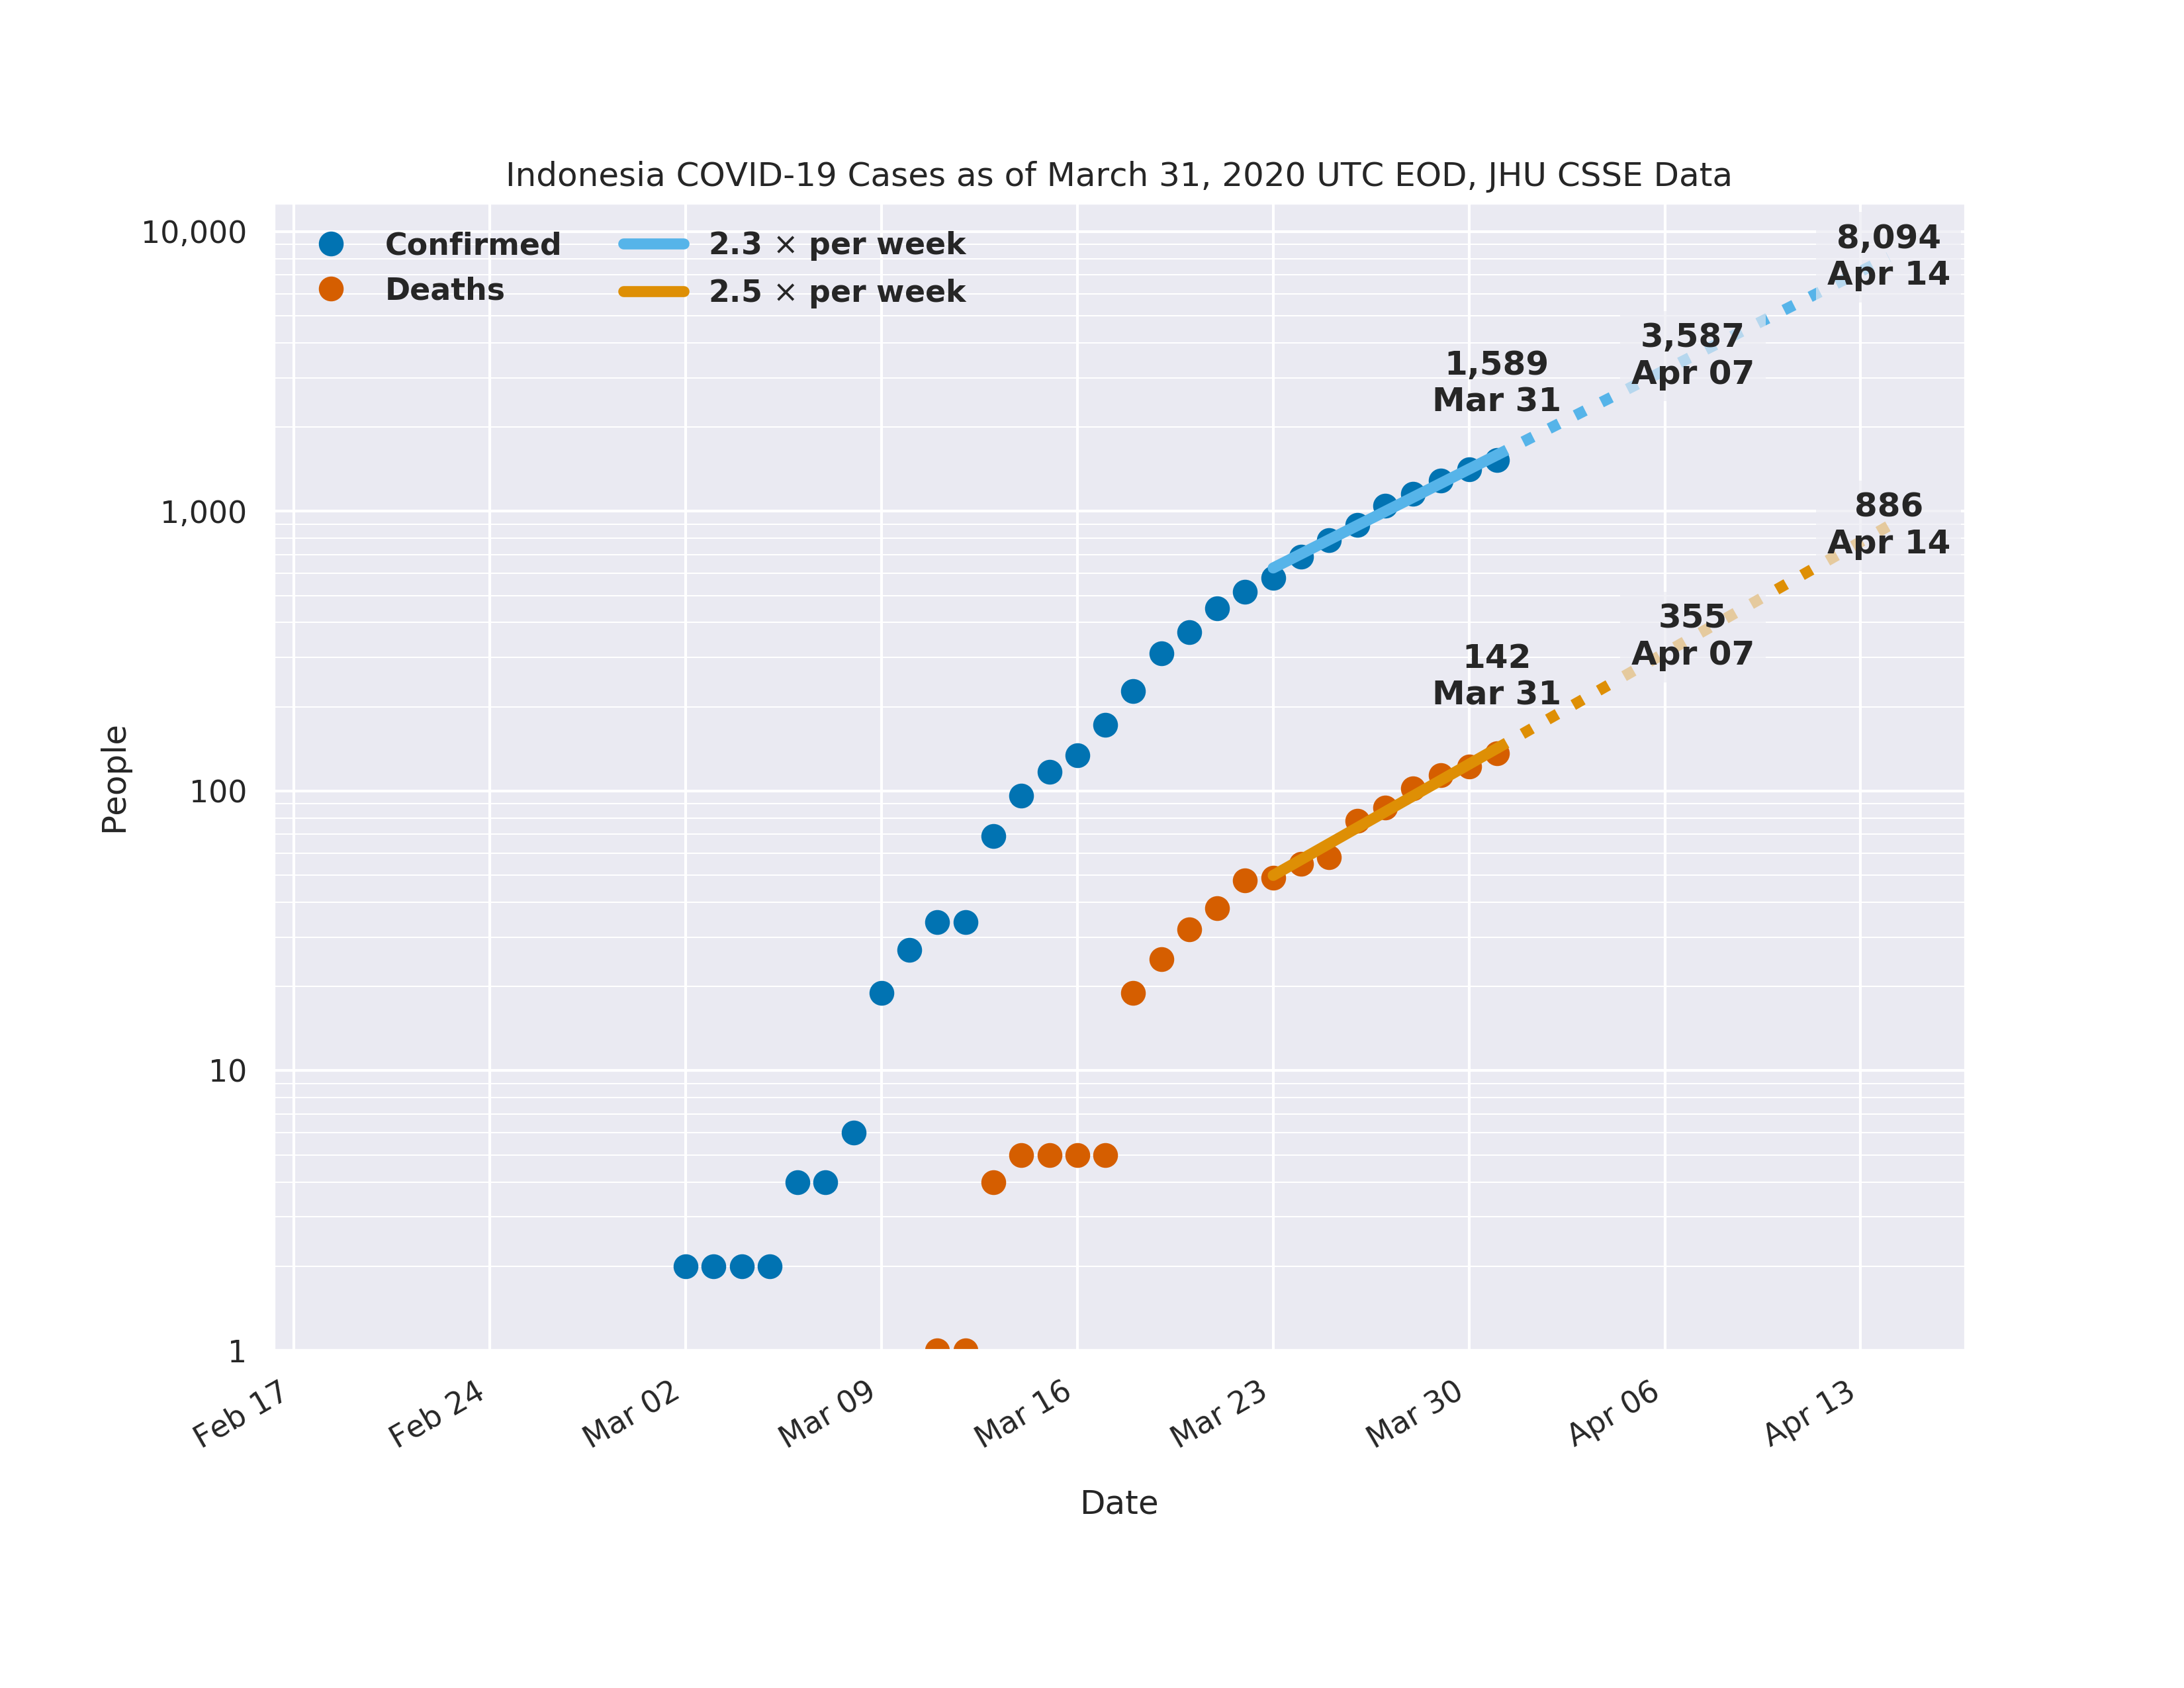 Indonesia COVID-19 Cases as of March 31, 2020 UTC EOD, JHU CSSE Data
Confirmed
Deaths
2.3 × per week
2.5 × per week
8,094
Apr 14
3,587
Apr 07
1,589
Mar 31
886
Apr 14
355
Apr 07
142
Mar 31
People
10,000
1,000
100
10
1
Feb 17
Feb 24
Mar 02
Mar 09
Mar 16
Mar 23
Mar 30
Apr 06
Apr 13
Date